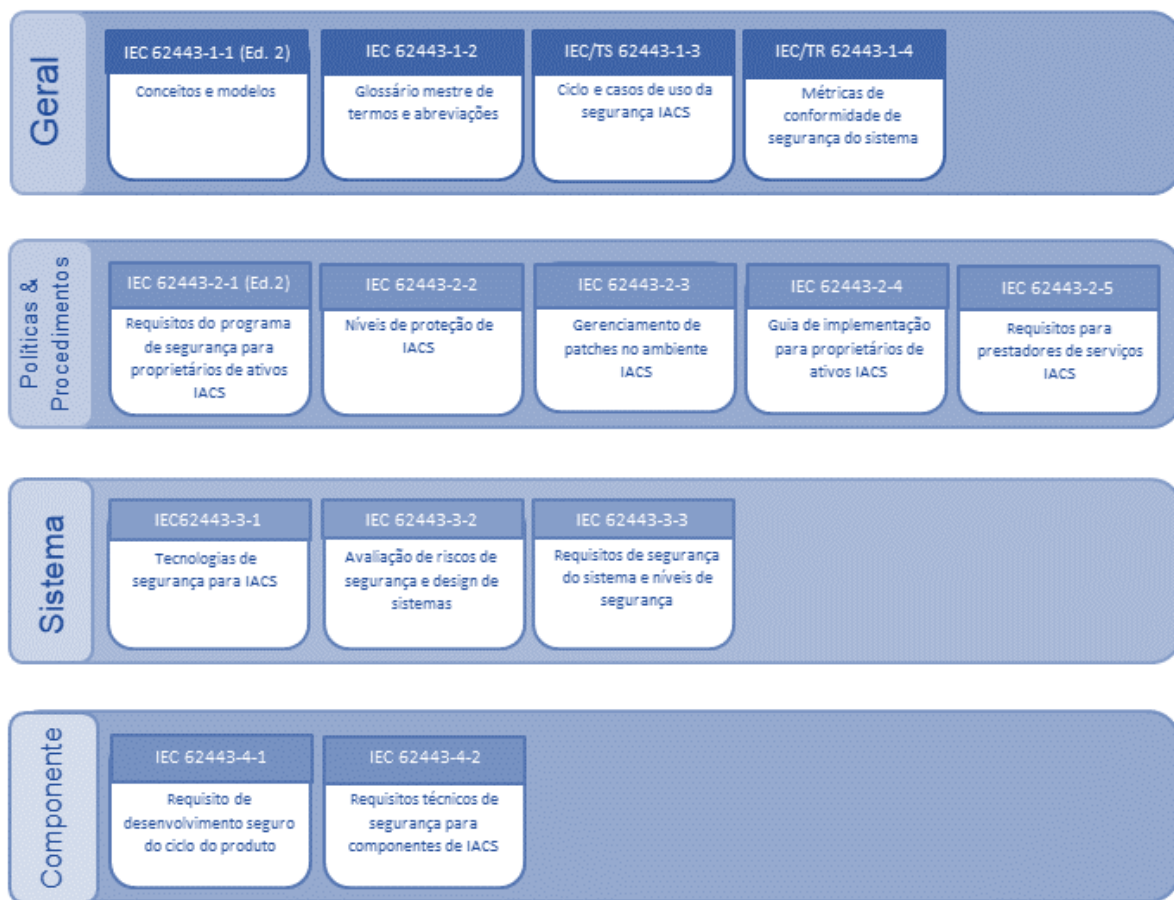 Geral
IEC 62443-1-1 (Ed. 2)
Conceitos e modelos
IEC 62443-1-2
Glossário mestre de
termos e abreviações
IEC/TS 62443-1-3
Ciclo e casos de uso da
segurança IACS
IEC/TR 62443-1-4
Métricas de
conformidade de
segurança do sistema
Políticas &
Procedimentos
IEC 62443-2-1 (Ed.2)
Requisitos do programa
de segurança para
proprietários de ativos
IACS
IEC 62443-2-2
Níveis de proteção de
IACS
IEC 62443-2-3
Gerenciamento de
patches no ambiente
IACS
IEC 62443-2-4
Guia de implementação
para proprietários de
ativos IACS
IEC 62443-2-5
Requisitos para
prestadores de serviços
IACS
Sistema
IEC62443-3-1
Tecnologias de
segurança para IACS
IEC 62443-3-2
Avaliação de riscos de
segurança e design de
sistemas
IEC 62443-3-3
Requisitos de segurança
do sistema e níveis de
segurança
Componente
IEC 62443-4-1
Requisito de
desenvolvimento seguro
do ciclo do produto
IEC 62443-4-2
Requisitos técnicos de
segurança para
componentes de IACS